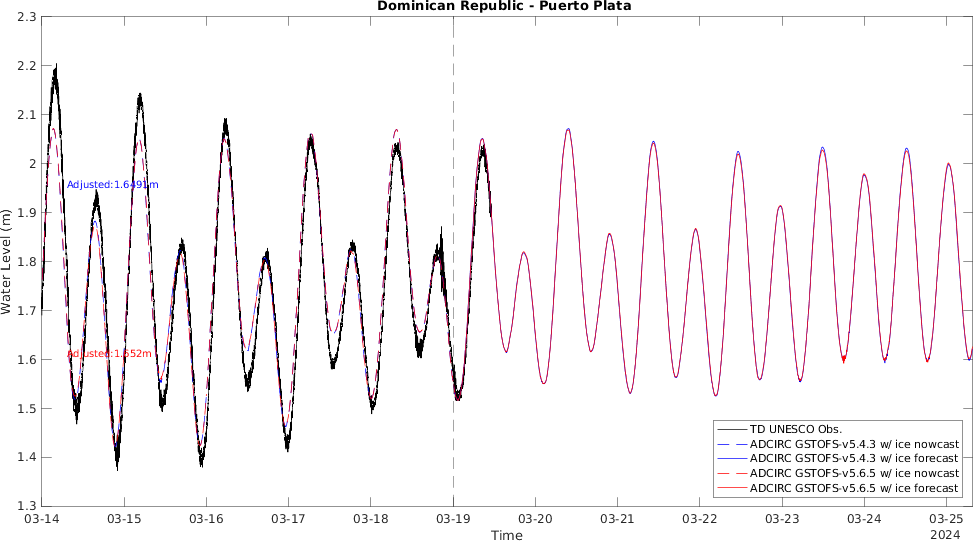 Dominican Republic - Puerto Plata
2.3
2.2
2.1
2
1.9
1.8
1.7
1.6
1.5
1.4
1.3
Water Level (m)
Adjusted:1.6491m
Adjusted:1.652m
TD UNESCO Obs.
ADCIRC GSTOFS-v5.4.3 w/ ice nowcast
ADCIRC GSTOFS-v5.4.3 w/ ice forecast
ADCIRC GSTOFS-v5.6.5 w/ ice nowcast
ADCIRC GSTOFS-v5.6.5 w/ ice forecast
03-14 03-15 03-16 03-17 03-18 03-19 03-20 03-21 03-22 03-23 03-24 03-25
Time
2024